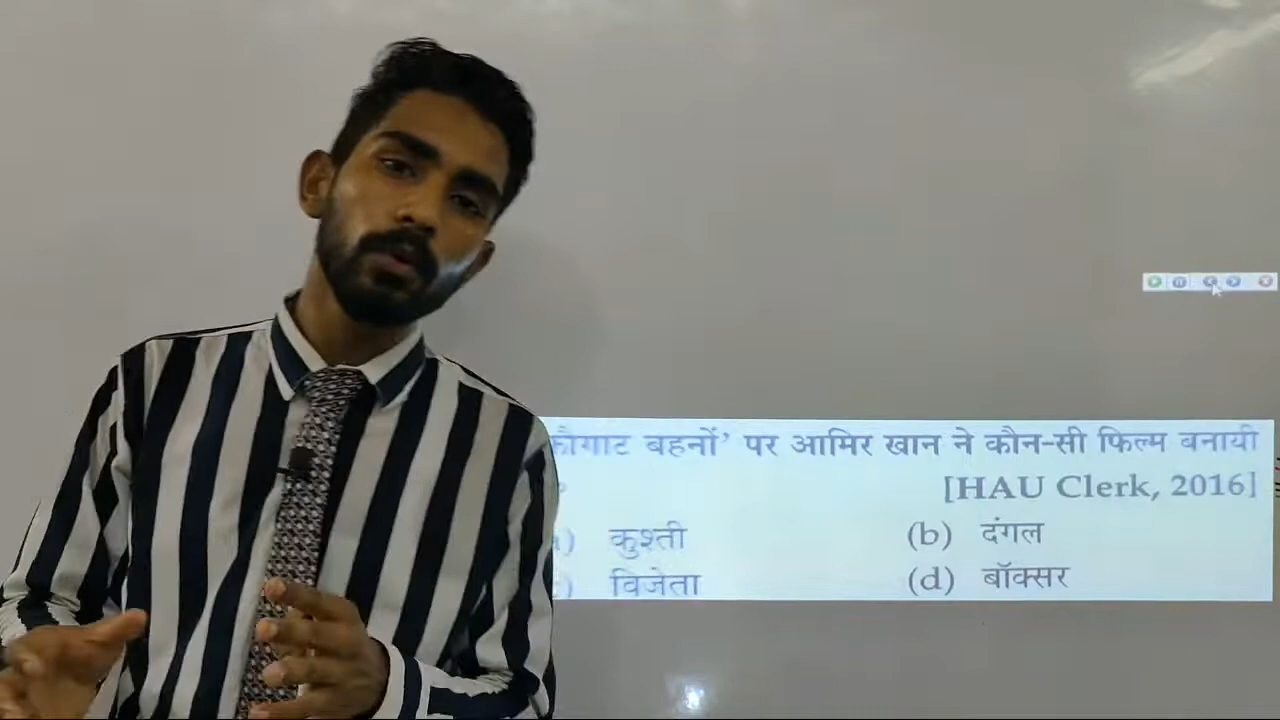 बहनों' पर आमिर खान ने कौन-सी फिल्म बनायी
[HAU Clerk, 2016]
कुश्ती (b) दंगल
विजेता (d) बॉक्सर